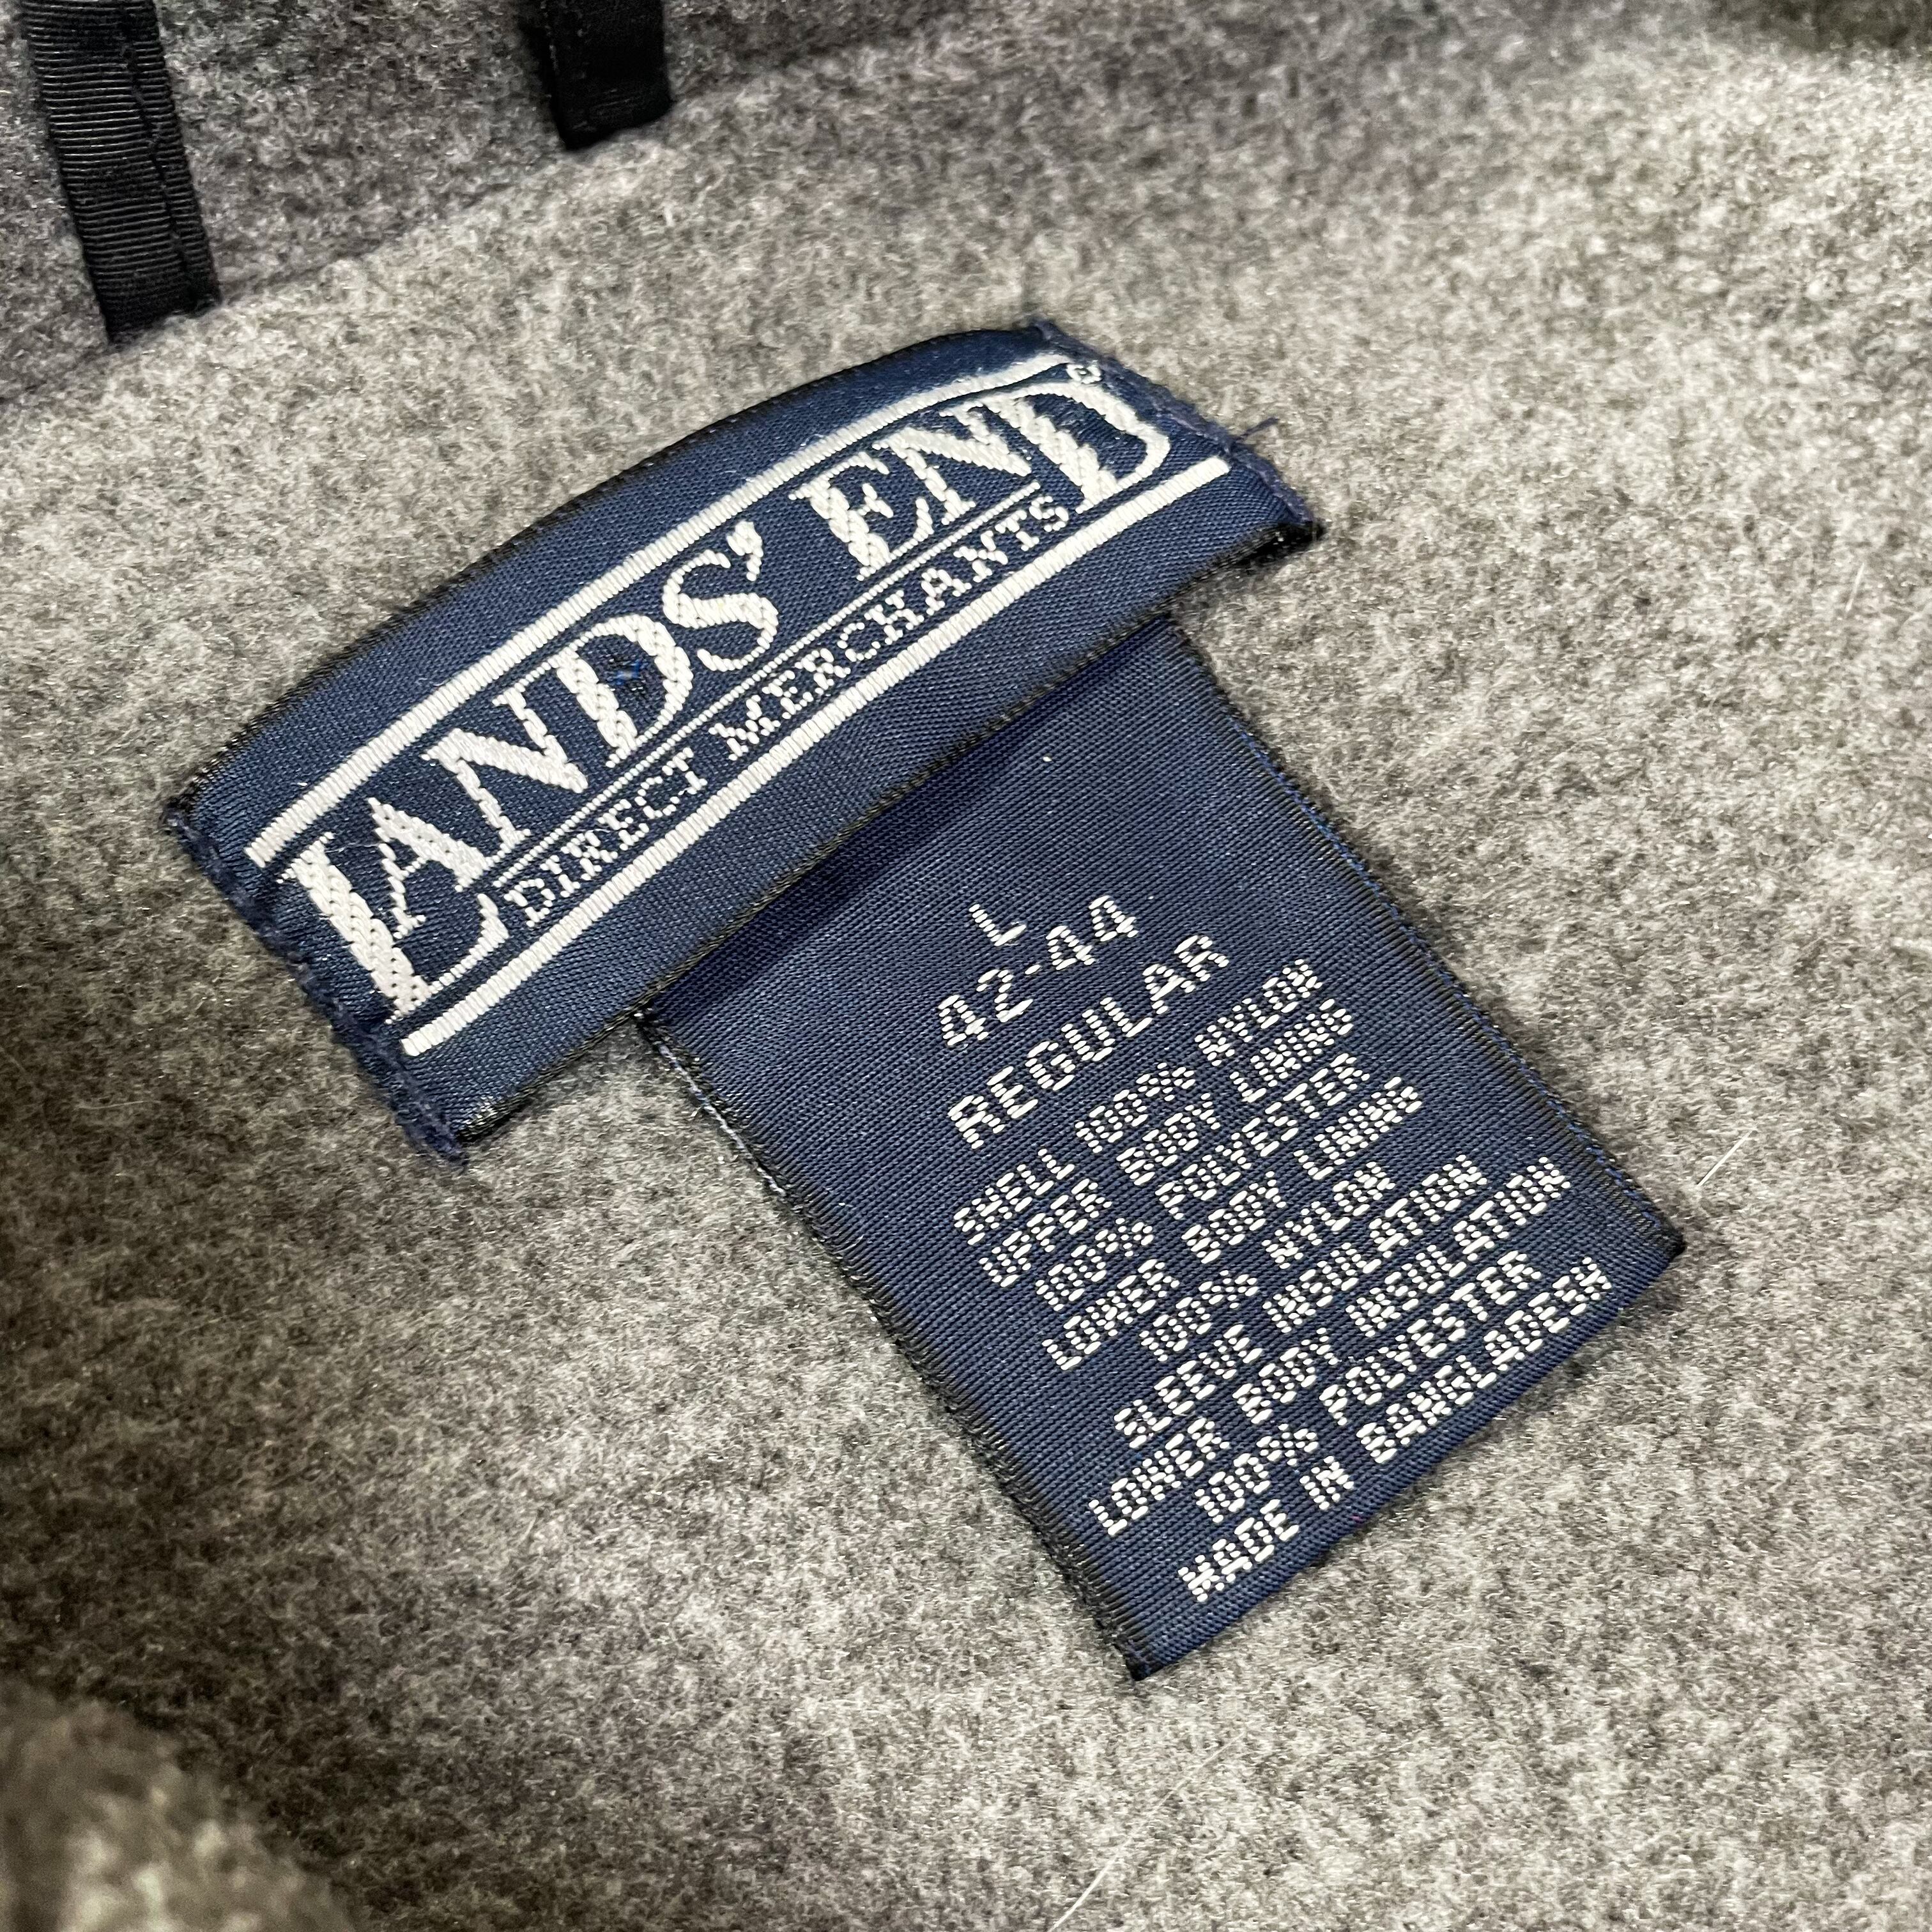 LANDS' END®
DIRECT MERCHANTS
L
42-44
REGULAR
SHELL 100% NYLON
UPPER BODY LINING
100% POLYESTER
LOWER BODY LINING
100% NYLON
SLEEVE INSULATION
LOWER BODY INSULATION
100% POLYESTER
MADE IN BANGLADESH